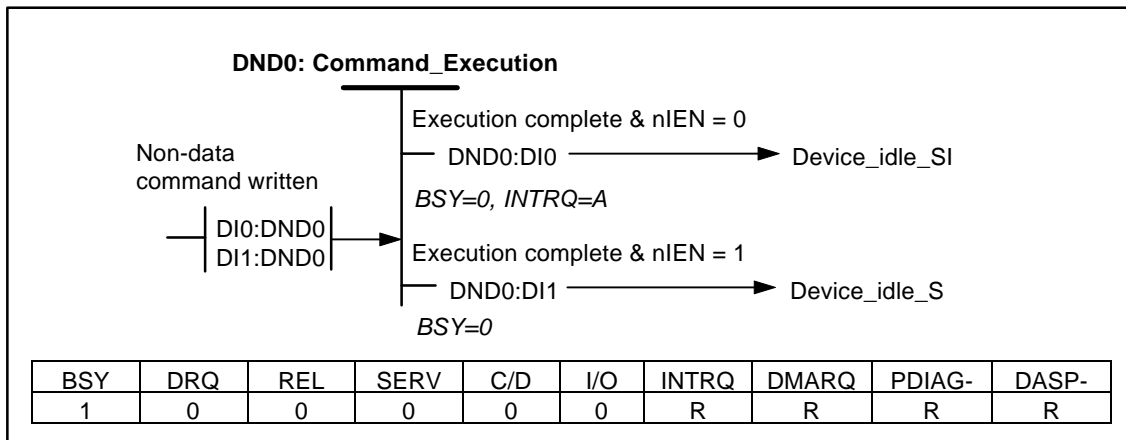 DND0: Command_Execution
Execution complete & nIEN = 0
Non-data
command written
DND0:DI0
Device_idle_SI
BSY=0, INTRQ=A
DI0:DND0
DI1:DND0
Execution complete & nIEN = 1
DND0:DI1
Device_idle_S
BSY=0
BSY DRQ REL SERV C/D I/O INTRQ DMARQ PDIAG- DASP-
1 0 0 0 0 0 R R R R